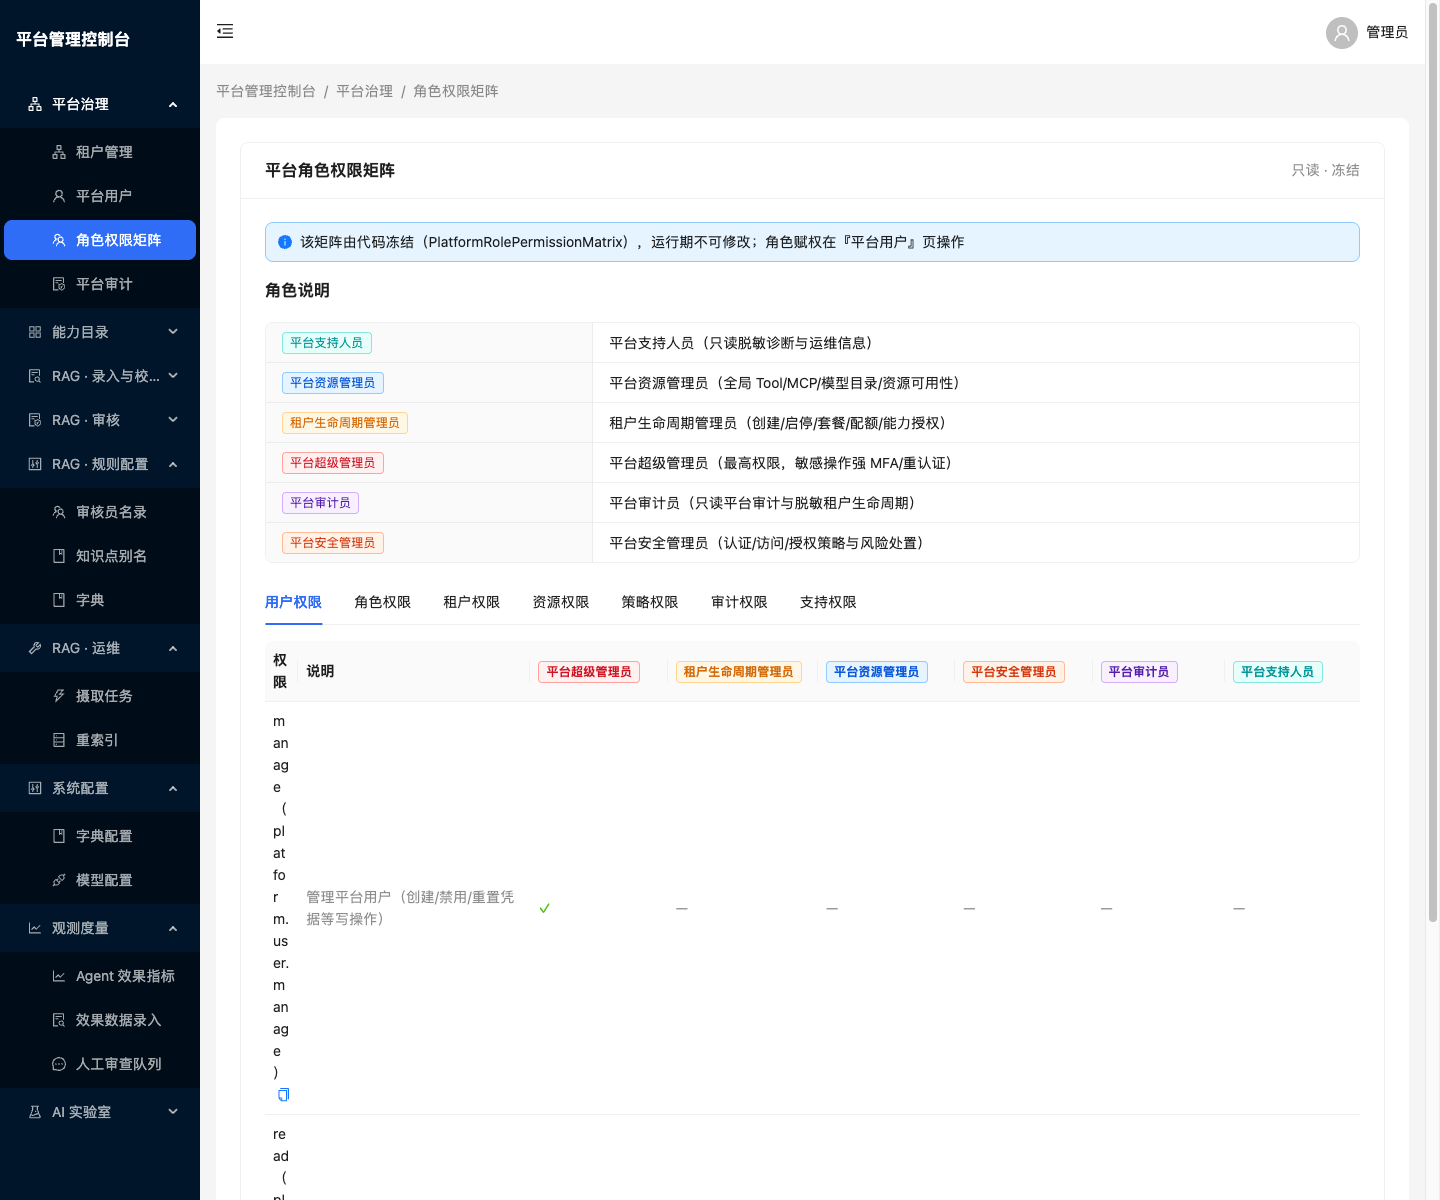 平台管理控制台
平台治理
租户管理
平台用户
角色权限矩阵
平台审计
能力目录
RAG · 录入与校...
RAG · 审核
RAG · 规则配置
审核员名录
知识点别名
字典
RAG · 运维
摄取任务
重索引
系统配置
字典配置
模型配置
观测度量
Agent 效果指标
效果数据录入
人工审查队列
AI 实验室
管理员
平台管理控制台 / 平台治理 / 角色权限矩阵
平台角色权限矩阵
只读 · 冻结
该矩阵由代码冻结（PlatformRolePermissionMatrix），运行期不可修改；角色赋权在『平台用户』页操作
角色说明
平台支持人员 平台支持人员（只读脱敏诊断与运维信息）
平台资源管理员 平台资源管理员（全局 Tool/MCP/模型目录/资源可用性）
租户生命周期管理员 租户生命周期管理员（创建/启停/套餐/配额/能力授权）
平台超级管理员 平台超级管理员（最高权限，敏感操作强 MFA/重认证）
平台审计员 平台审计员（只读平台审计与脱敏租户生命周期）
平台安全管理员 平台安全管理员（认证/访问/授权策略与风险处置）
用户权限 角色权限 租户权限 资源权限 策略权限 审计权限 支持权限
权
限
说明 平台超级管理员 租户生命周期管理员 平台资源管理员 平台安全管理员 平台审计员 平台支持人员
m
an
ag
e
（
pl
at
fo
r
m.
us
er.
m
an
ag
e
）
管理平台用户（创建/禁用/重置凭
据等写操作）
— — — — —
re
ad
（
pl